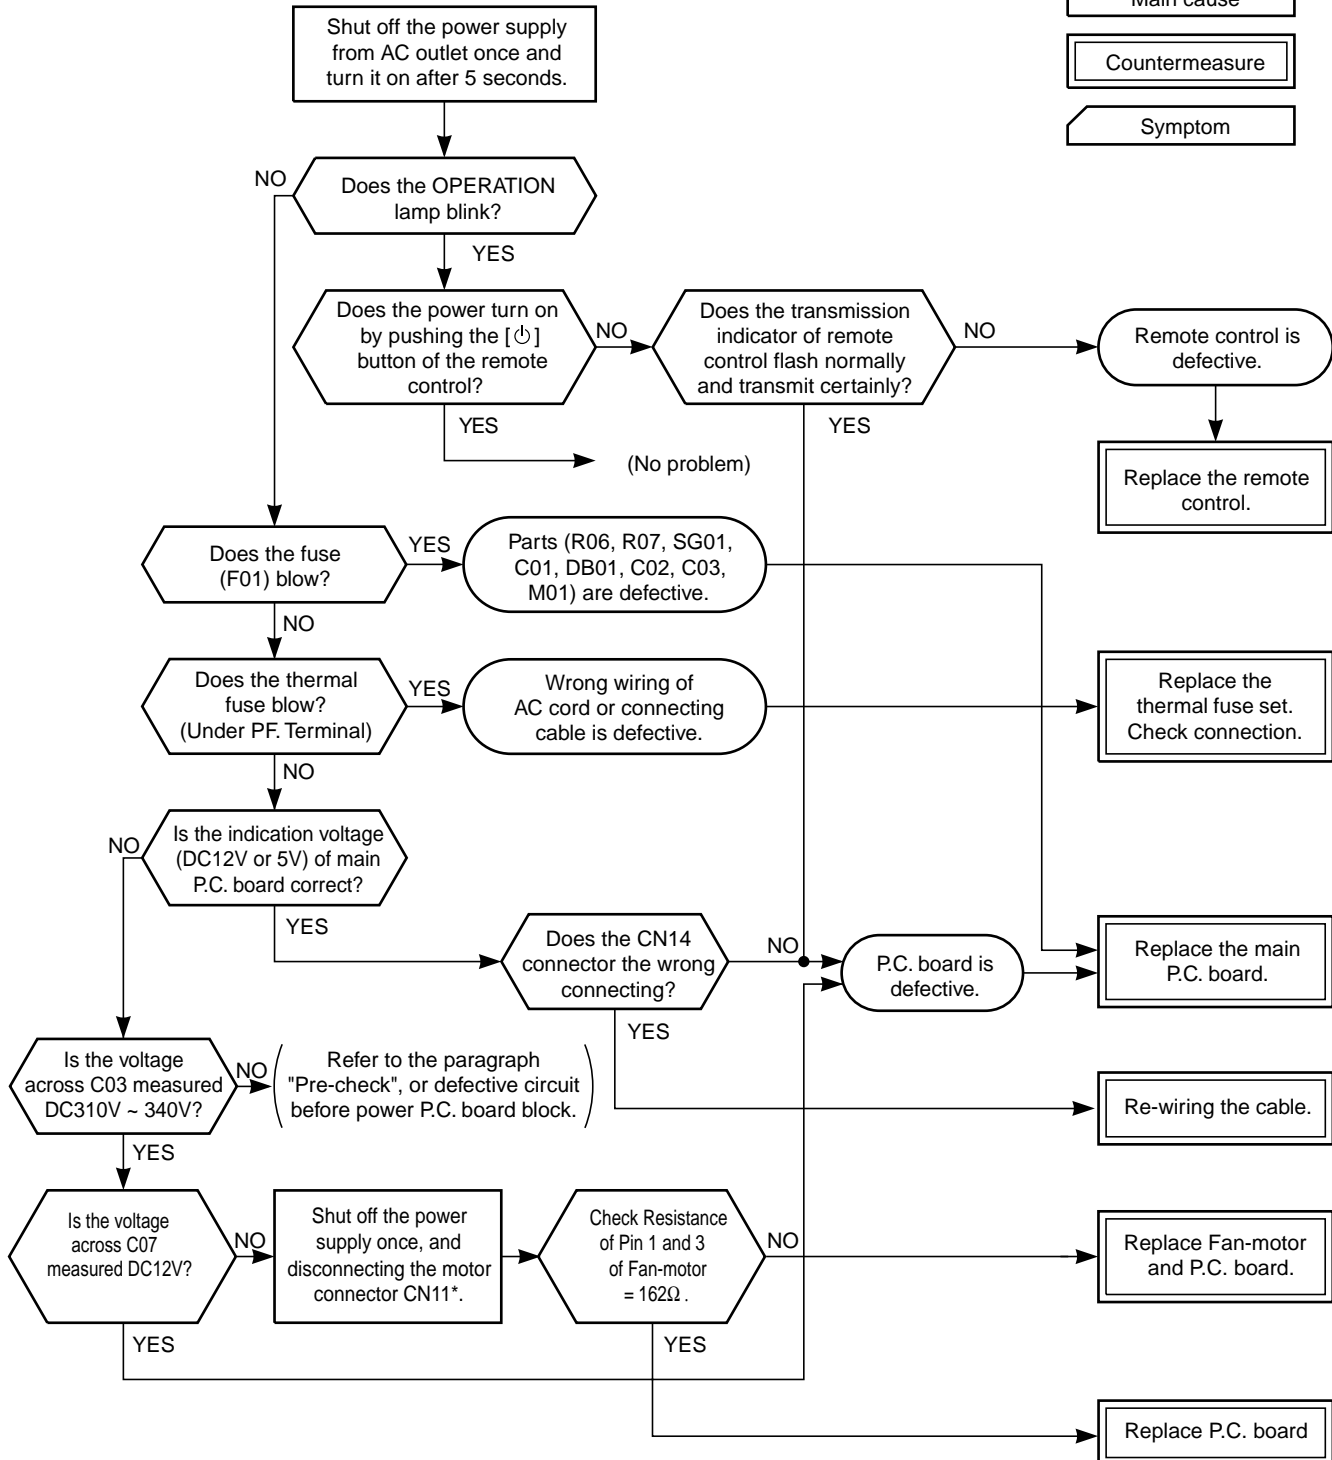 Main cause
Countermeasure
Symptom
Shut off the power supply
from AC outlet once and
turn it on after 5 seconds.
NO
Does the OPERATION
lamp blink?
YES
Does the power turn on
by pushing the [⏻]
button of the remote
control?
NO
Does the transmission
indicator of remote
control flash normally
and transmit certainly?
NO
Remote control is
defective.
YES
YES
(No problem)
Replace the remote
control.
Does the fuse
(F01) blow?
YES
Parts (R06, R07, SG01,
C01, DB01, C02, C03,
M01) are defective.
NO
Does the thermal
fuse blow?
(Under PF. Terminal)
YES
Wrong wiring of
AC cord or connecting
cable is defective.
Replace the
thermal fuse set.
Check connection.
NO
Is the indication voltage
(DC12V or 5V) of main
P.C. board correct?
NO
YES
Does the CN14
connector the wrong
connecting?
NO
P.C. board is
defective.
Replace the main
P.C. board.
YES
Is the voltage
across C03 measured
DC310V ~ 340V?
NO
Refer to the paragraph
"Pre-check", or defective circuit
before power P.C. board block.
Re-wiring the cable.
YES
Is the voltage
across C07
measured DC12V?
NO
Shut off the power
supply once, and
disconnecting the motor
connector CN11*.
Check Resistance
of Pin 1 and 3
of Fan-motor
= 162Ω .
NO
Replace Fan-motor
and P.C. board.
YES
YES
Replace P.C. board